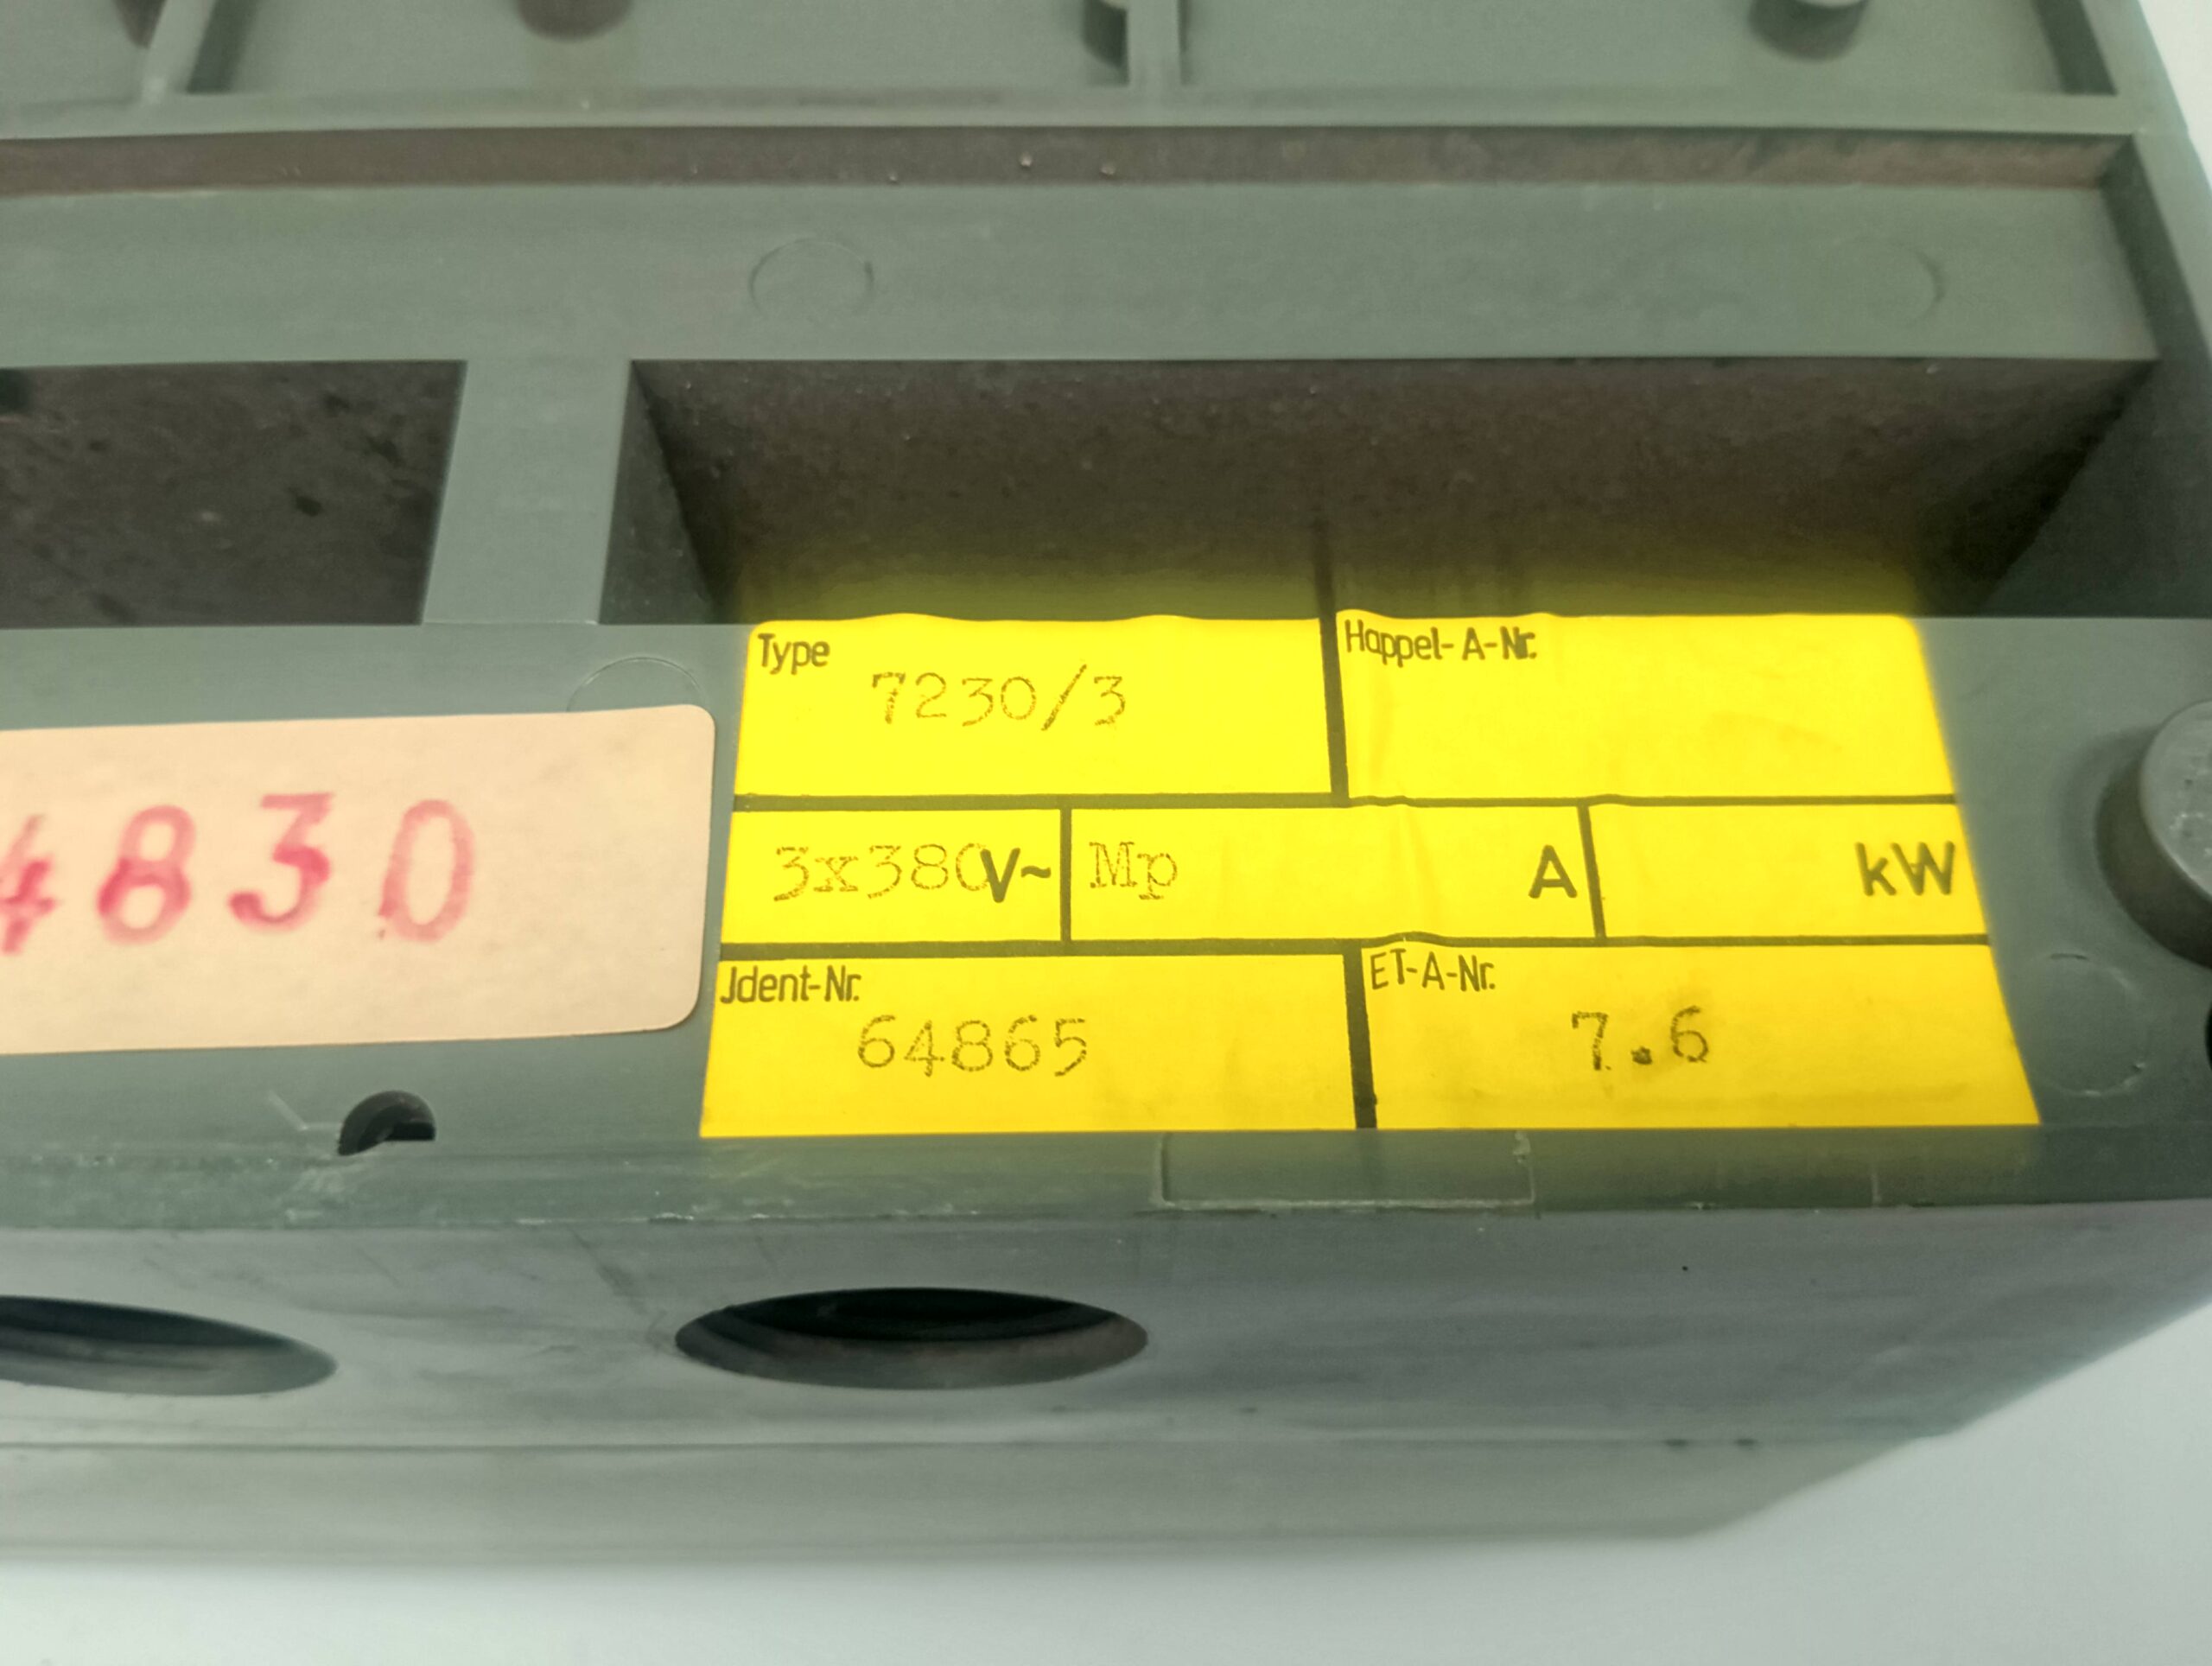 Type
7230/3
Happel-A-Nr.
3x380V~
Mp A
kW
Jdent-Nr.
64865
ET-A-Nr.
7.6
4830